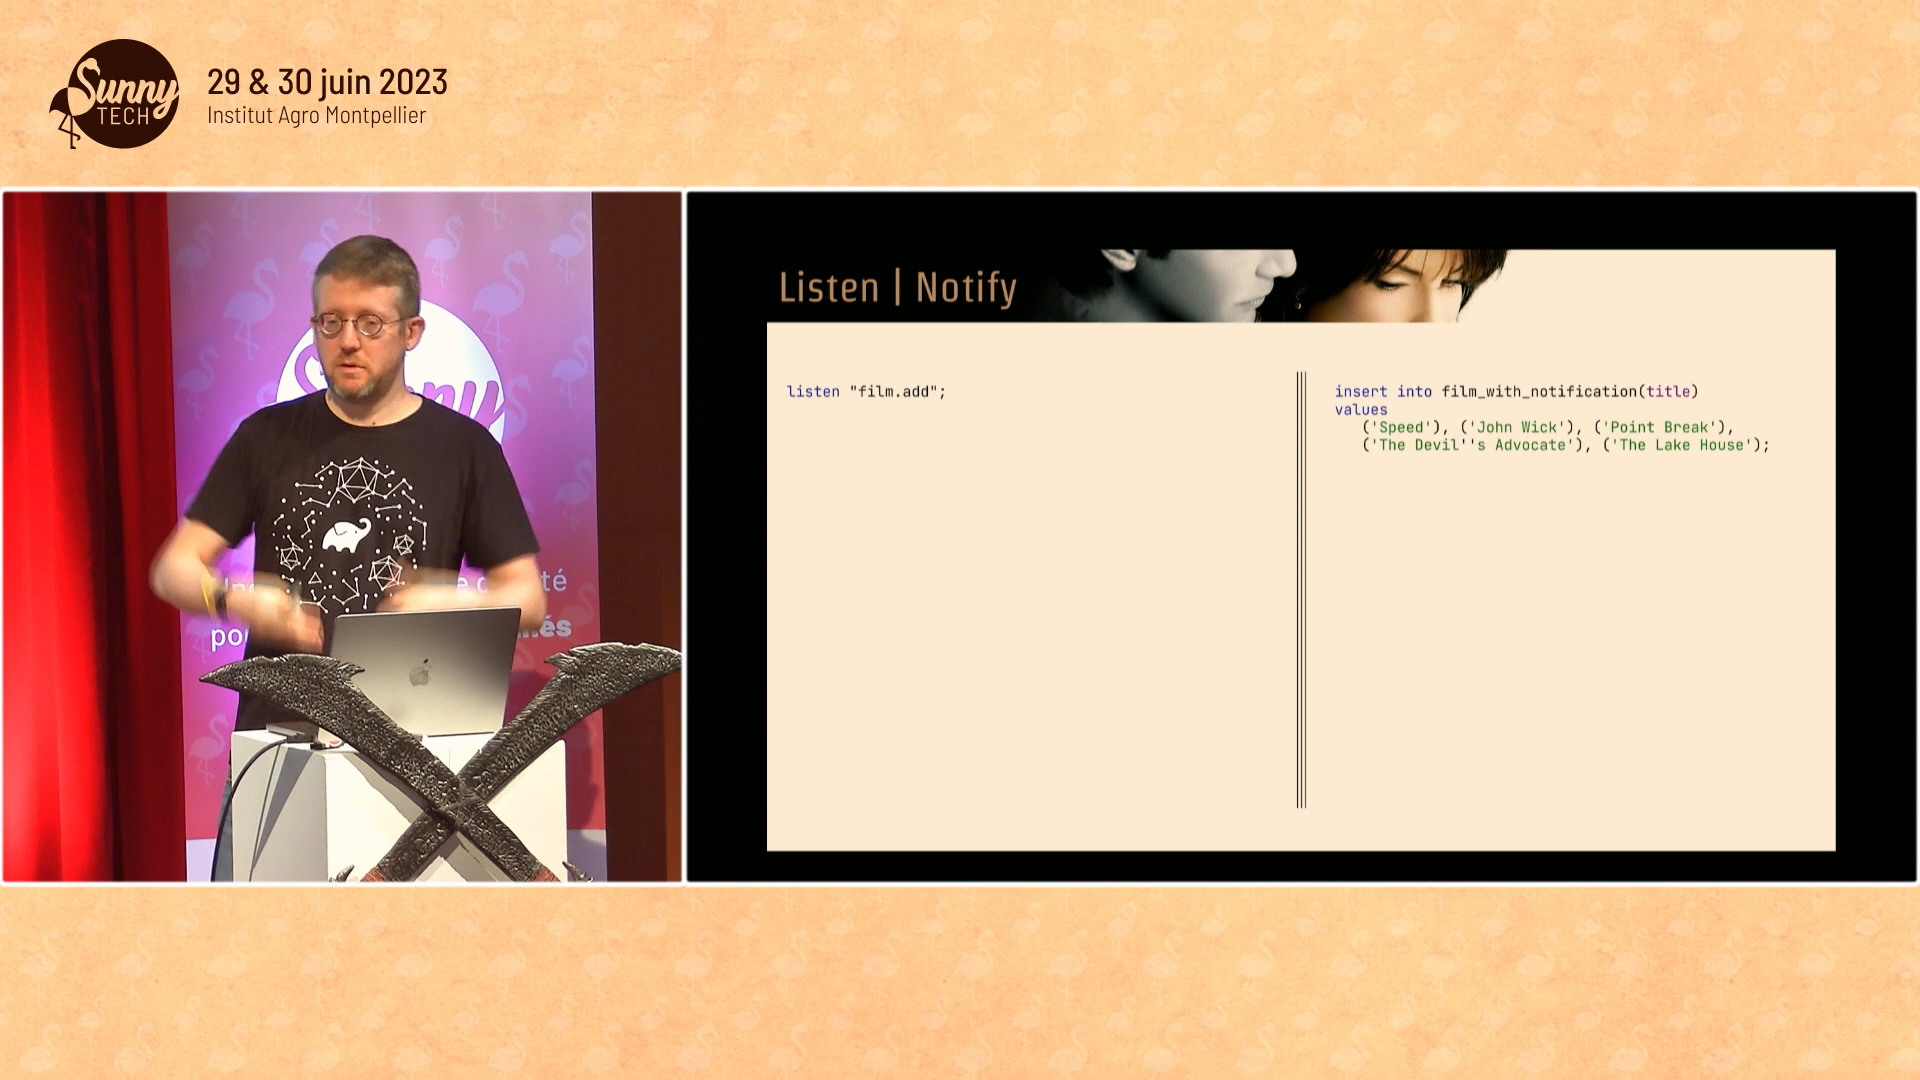 Sunny
TECH
29 & 30 juin 2023
Institut Agro Montpellier
Listen | Notify
listen "film.add";
insert into film_with_notification(title)
values
('Speed'), ('John Wick'), ('Point Break'),
('The Devil''s Advocate'), ('The Lake House');